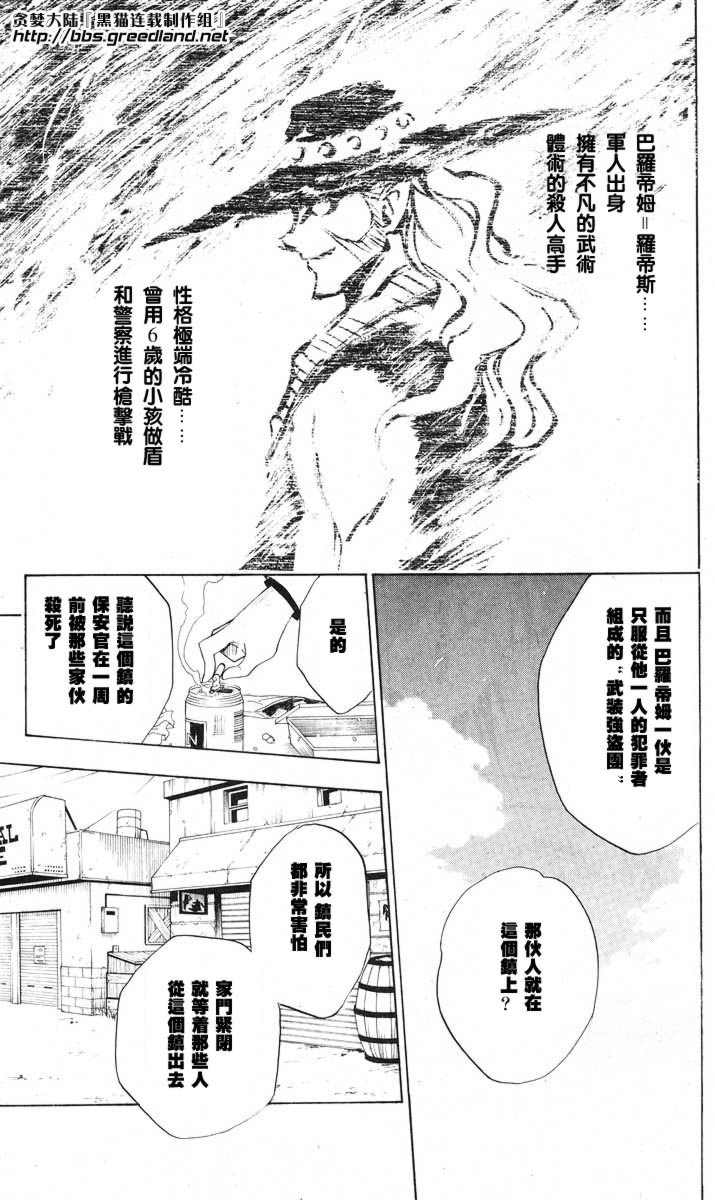 贪婪大陆『黑猫连载制作组』
http://bbs.greedland.net
巴羅帝姆=羅帝斯……
軍人出身
擁有不凡的武術
體術的殺人高手
性格極端冷酷……
曾用6歲的小孩做盾
和警察進行槍擊戰
而且 巴羅帝姆一伙是
只服從他一人的犯罪者
組成的"武装強盜團"
那伙人就在
這個鎮上?
是的
聽説這個鎮的
保安官在一周
前被那些家伙
殺死了
所以 鎮民們
都非常害怕
家門緊閉
就等着那些人
從這個鎮出去
AL
E
N